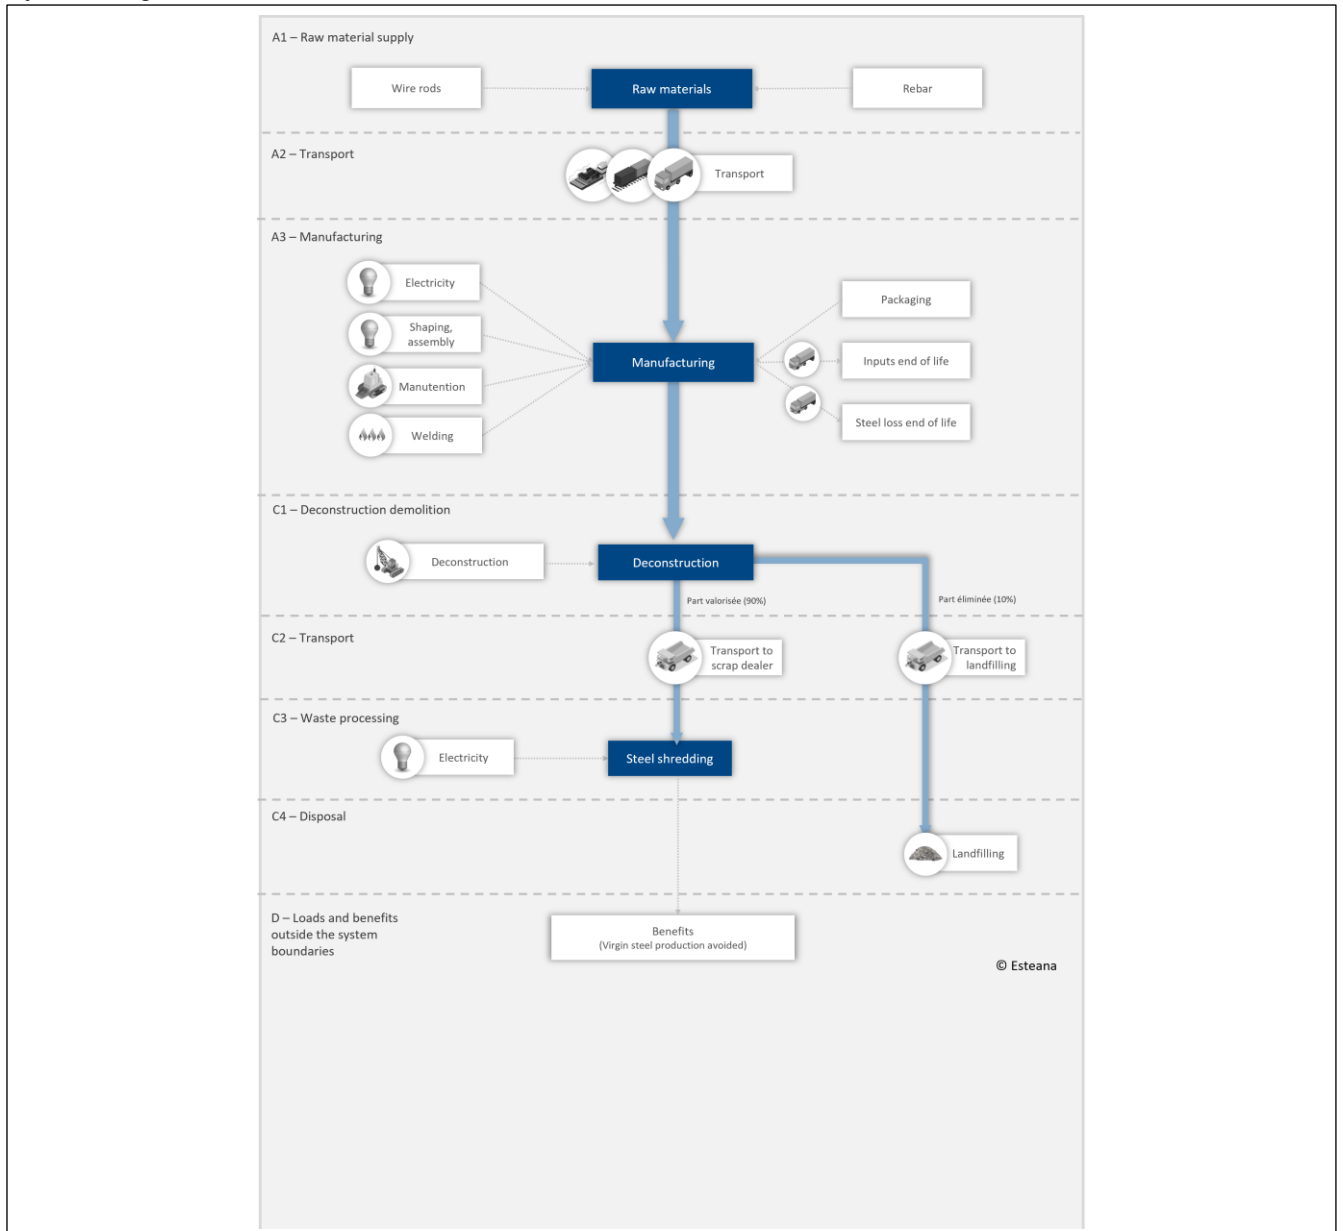 A1 – Raw material supply
Wire rods
Raw materials
Rebar
A2 – Transport
Transport
A3 – Manufacturing
Electricity
Packaging
Shaping,
assembly
Manufacturing
Inputs end of life
Manutention
Steel loss end of life
Welding
C1 – Deconstruction demolition
Deconstruction
Deconstruction
Part valorisée (90%)
Part éliminée (10%)
C2 – Transport
Transport to
scrap dealer
Transport to
landfilling
C3 – Waste processing
Electricity
Steel shredding
C4 – Disposal
Landfilling
D – Loads and benefits
outside the system
boundaries
Benefits
(Virgin steel production avoided)
© Esteana